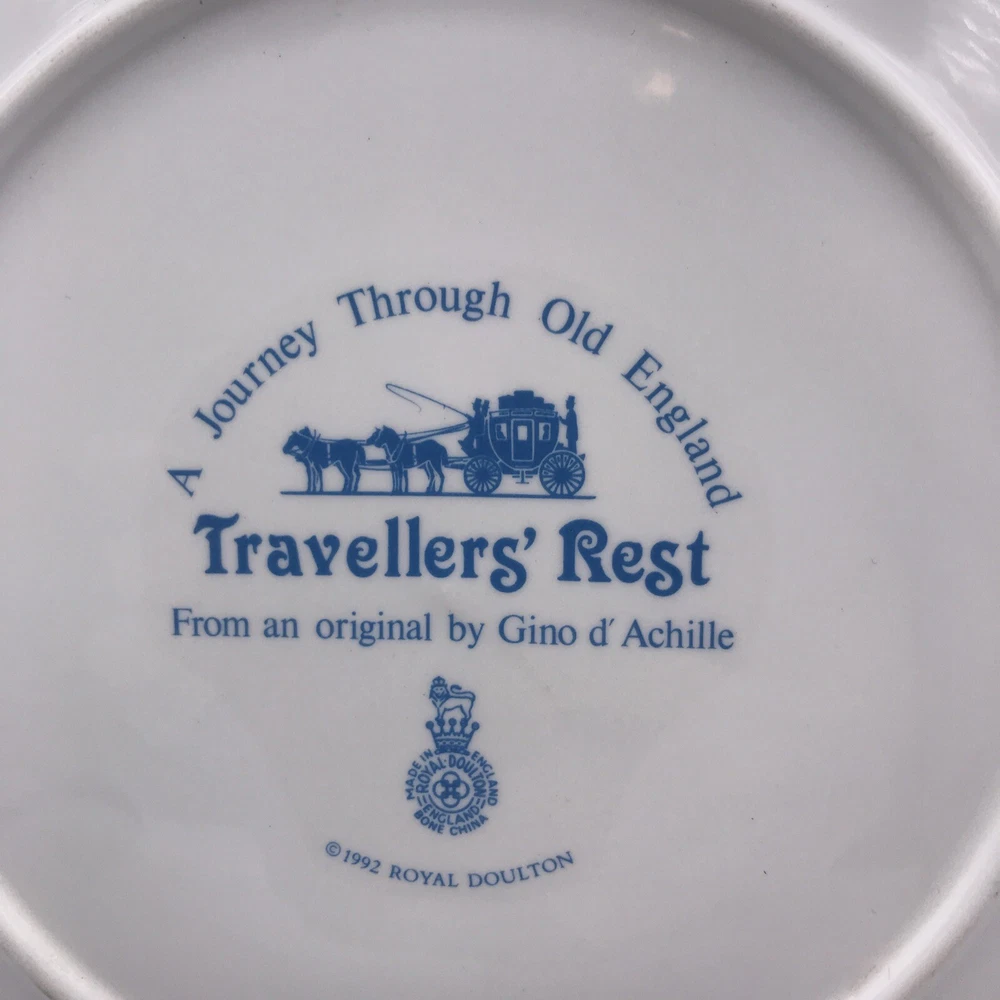 A Journey Through Old England
Travellers' Rest
From an original by Gino d'Achille
MADE IN ENGLAND
ROYAL·DOULTON
ENGLAND
BONE CHINA
©1992 ROYAL DOULTON